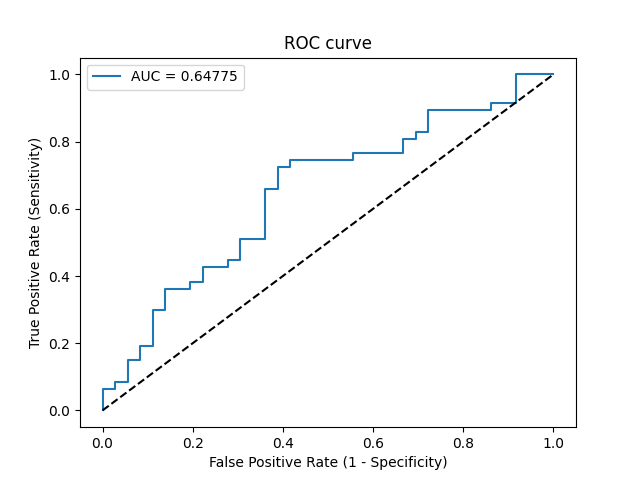 ROC curve
AUC = 0.64775
True Positive Rate (Sensitivity)
1.0
0.8
0.6
0.4
0.2
0.0
0.0 0.2 0.4 0.6 0.8 1.0
False Positive Rate (1 - Specificity)